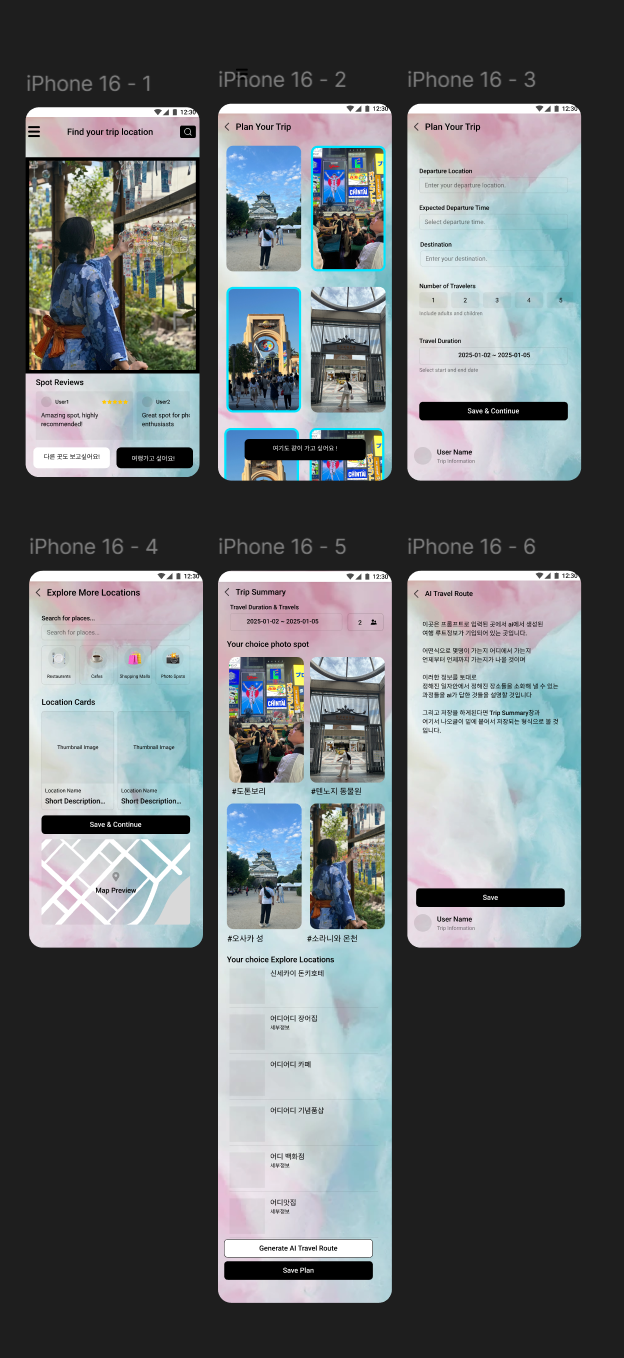 iPhone 16 - 1
12:30
Find your trip location
Spot Reviews
User1
★★★★★
Amazing spot, highly
recommended!
User2
Great spot for pho
enthusiasts
다른 곳도 보고싶어요!
여행가고 싶어요!
iPhone 16 - 2
12:30
Plan Your Trip
여기도 같이 가고 싶어요 !
iPhone 16 - 3
12:30
Plan Your Trip
Departure Location
Enter your departure location.
Expected Departure Time
Select departure time.
Destination
Enter your destination.
Number of Travelers
1 2 3 4 5
Include adults and children
Travel Duration
2025-01-02 ~ 2025-01-05
Select start and end date
Save & Continue
User Name
Trip Information
iPhone 16 - 4
12:30
Explore More Locations
Search for places...
Search for places...
Restaurants Cafes Shopping Malls Photo Spots
Location Cards
Thumbnail Image Thumbnail Image
Location Name Location Name
Short Description... Short Description...
Save & Continue
Map Preview
iPhone 16 - 5
12:30
Trip Summary
Travel Duration & Travels
2025-01-02 ~ 2025-01-05
2
Your choice photo spot
#도톤보리
#텐노지 동물원
#오사카 성
#소라니와 온천
Your choice Explore Locations
신세카이 돈키호테
어디어디 장어집
세부정보
어디어디 카페
어디어디 기념품샵
어디 백화점
세부정보
어디맛집
세부정보
Generate AI Travel Route
Save Plan
iPhone 16 - 6
12:30
AI Travel Route
이곳은 프롬프트로 입력된 곳에서 ai에서 생성된
여행 루트정보가 기입되어 있는 곳입니다.
어떤식으로 몇명이 가는지 어디에서 가는지
언제부터 언제까지 가는지가 나올 것이며
이러한 정보를 토대로
정해진 일자안에서 정해진 장소들을 소화해 낼 수 있는
과정들을 ai가 답한 것들을 설명할 것입니다
그리고 저장을 하게된다면 Trip Summary창과
여기서 나오글이 밑에 붙어서 저장되는 형식으로 쓸 것
입니다.
Save
User Name
Trip Information